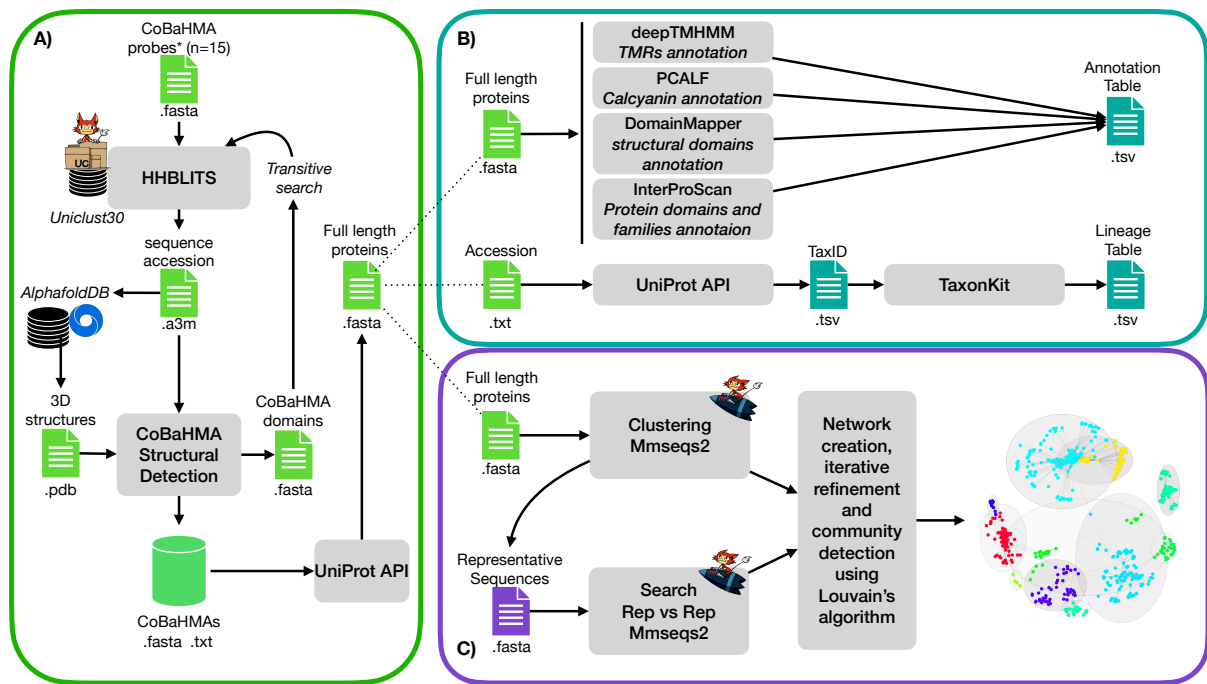 A)
CoBaHMA
probes* (n=15)
.fasta
UC
HHBLITS
Uniclust30
Transitive
search
sequence
accession
AlphafoldDB
.a3m
3D
structures
.pdb
CoBaHMA
Structural
Detection
CoBaHMA
domains
.fasta
CoBaHMAs
.fasta .txt
UniProt API
Full length
proteins
.fasta
B)
Full length
proteins
.fasta
deepTMHMM
TMRs annotation
PCALF
Calcyanin annotation
DomainMapper
structural domains
annotation
InterProScan
Protein domains and
families annotaion
Annotation
Table
.tsv
Accession
.txt
UniProt API
TaxID
.tsv
TaxonKit
Lineage
Table
.tsv
C)
Full length
proteins
.fasta
Clustering
Mmseqs2
Representative
Sequences
.fasta
Search
Rep vs Rep
Mmseqs2
Network
creation,
iterative
refinement
and
community
detection
using
Louvain's
algorithm